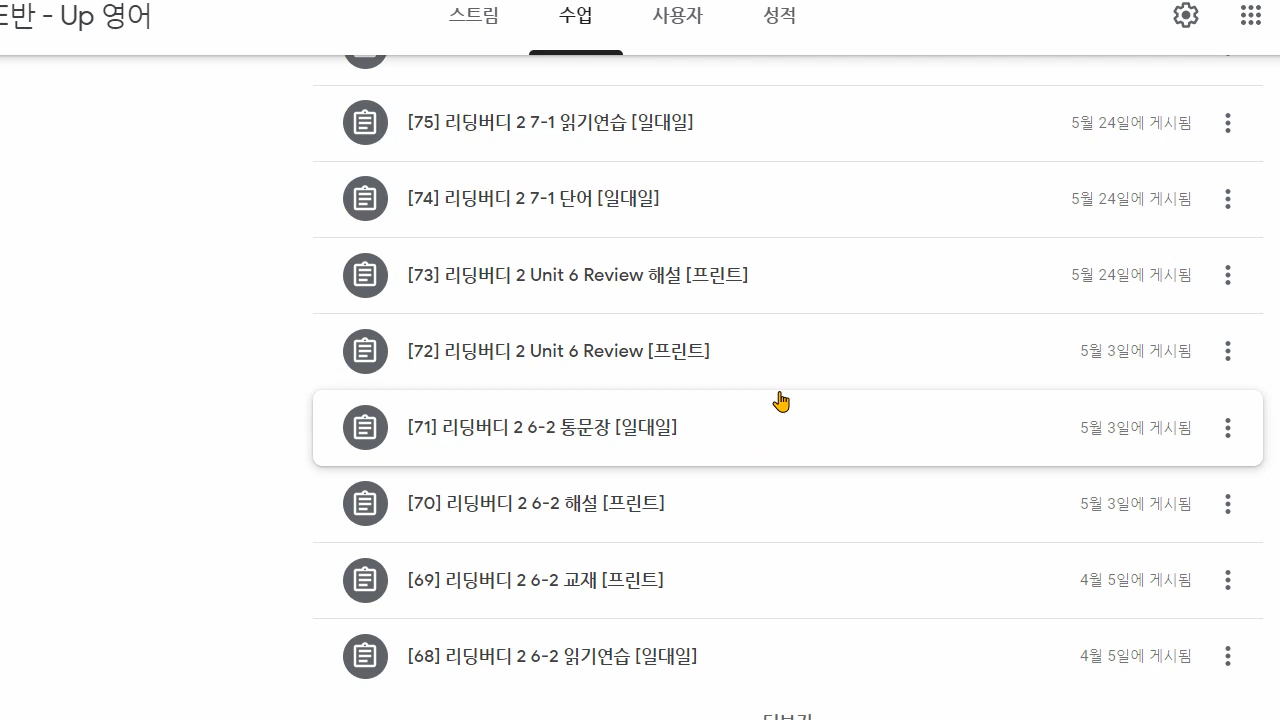 반 - Up 영어
스트림
수업
사용자
성적
[75] 리딩버디 2 7-1 읽기연습 [일대일]
5월 24일에 게시됨
[74] 리딩버디 2 7-1 단어 [일대일]
5월 24일에 게시됨
[73] 리딩버디 2 Unit 6 Review 해설 [프린트]
5월 24일에 게시됨
[72] 리딩버디 2 Unit 6 Review [프린트]
5월 3일에 게시됨
[71] 리딩버디 2 6-2 통문장 [일대일]
5월 3일에 게시됨
[70] 리딩버디 2 6-2 해설 [프린트]
5월 3일에 게시됨
[69] 리딩버디 2 6-2 교재 [프린트]
4월 5일에 게시됨
[68] 리딩버디 2 6-2 읽기연습 [일대일]
4월 5일에 게시됨